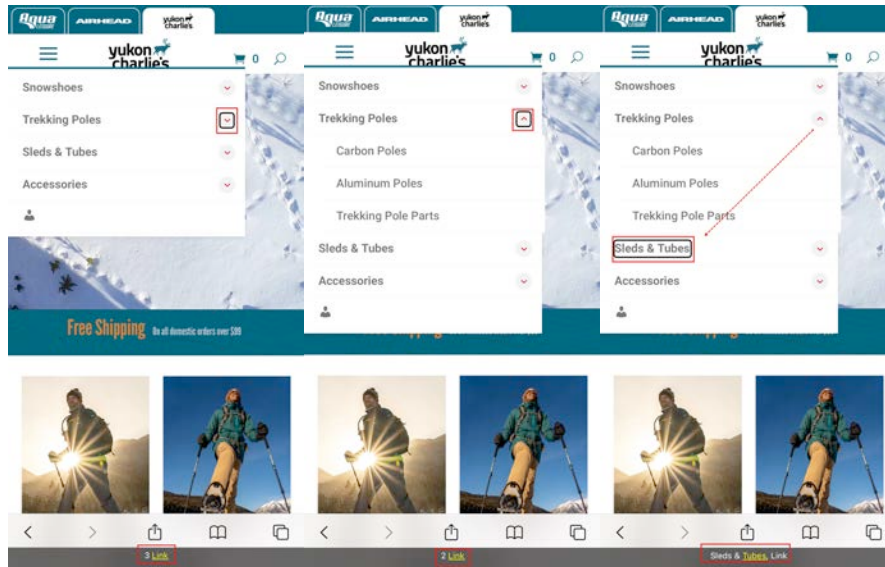 Aqua
AIRHEAD
yukon
charlie's
yukon
charlie's
0
Snowshoes
Trekking Poles
Sleds & Tubes
Accessories
Free Shipping On all domestic orders over $99
3 Link
Aqua
AIRHEAD
yukon
charlie's
yukon
charlie's
0
Snowshoes
Trekking Poles
Carbon Poles
Aluminum Poles
Trekking Pole Parts
Sleds & Tubes
Accessories
2 Link
Aqua
AIRHEAD
yukon
charlie's
yukon
charlie's
0
Snowshoes
Trekking Poles
Carbon Poles
Aluminum Poles
Trekking Pole Parts
Sleds & Tubes
Accessories
Sleds & Tubes, Link